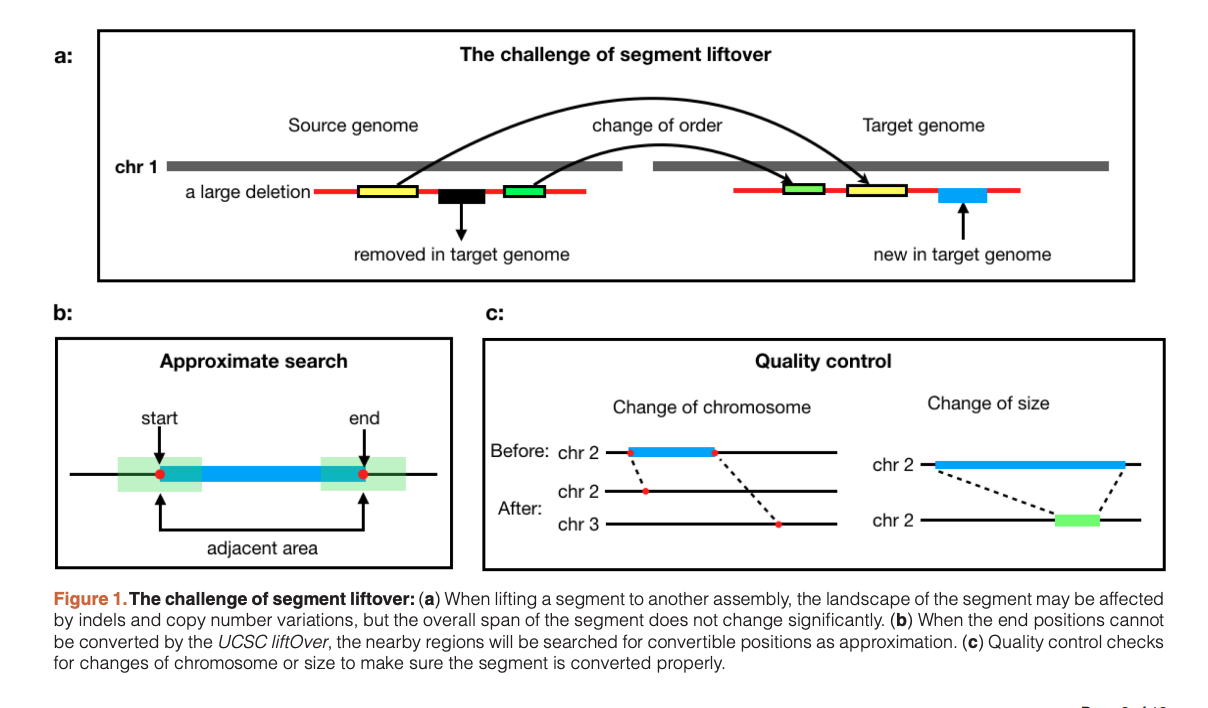 a:
The challenge of segment liftover
Source genome
change of order
Target genome
chr 1
a large deletion
removed in target genome
new in target genome
b:
Approximate search
start
end
adjacent area
c:
Quality control
Change of chromosome
Change of size
Before: chr 2
chr 2
After:
chr 3
chr 2
chr 2
Figure 1. The challenge of segment liftover: (a) When lifting a segment to another assembly, the landscape of the segment may be affected
by indels and copy number variations, but the overall span of the segment does not change significantly. (b) When the end positions cannot
be converted by the UCSC liftOver, the nearby regions will be searched for convertible positions as approximation. (c) Quality control checks
for changes of chromosome or size to make sure the segment is converted properly.